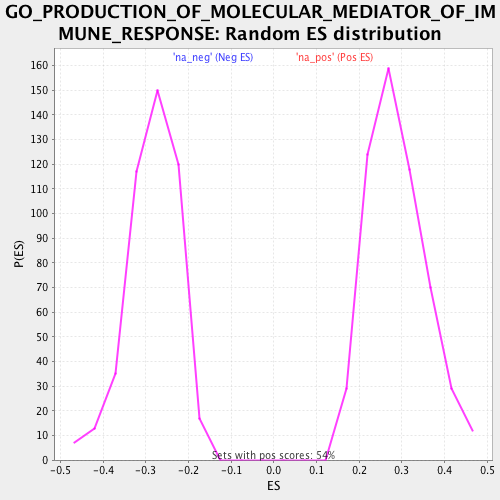 GO_PRODUCTION_OF_MOLECULAR_MEDIATOR_OF_IM
MUNE_RESPONSE: Random ES distribution
'na_neg' (Neg ES) 'na_pos' (Pos ES)
160
150
140
130
120
110
100
90
80
70
60
50
40
30
20
10
0
P(ES)
Sets with pos scores: 54%
-0.5 -0.4 -0.3 -0.2 -0.1 0.0 0.1 0.2 0.3 0.4 0.5
ES